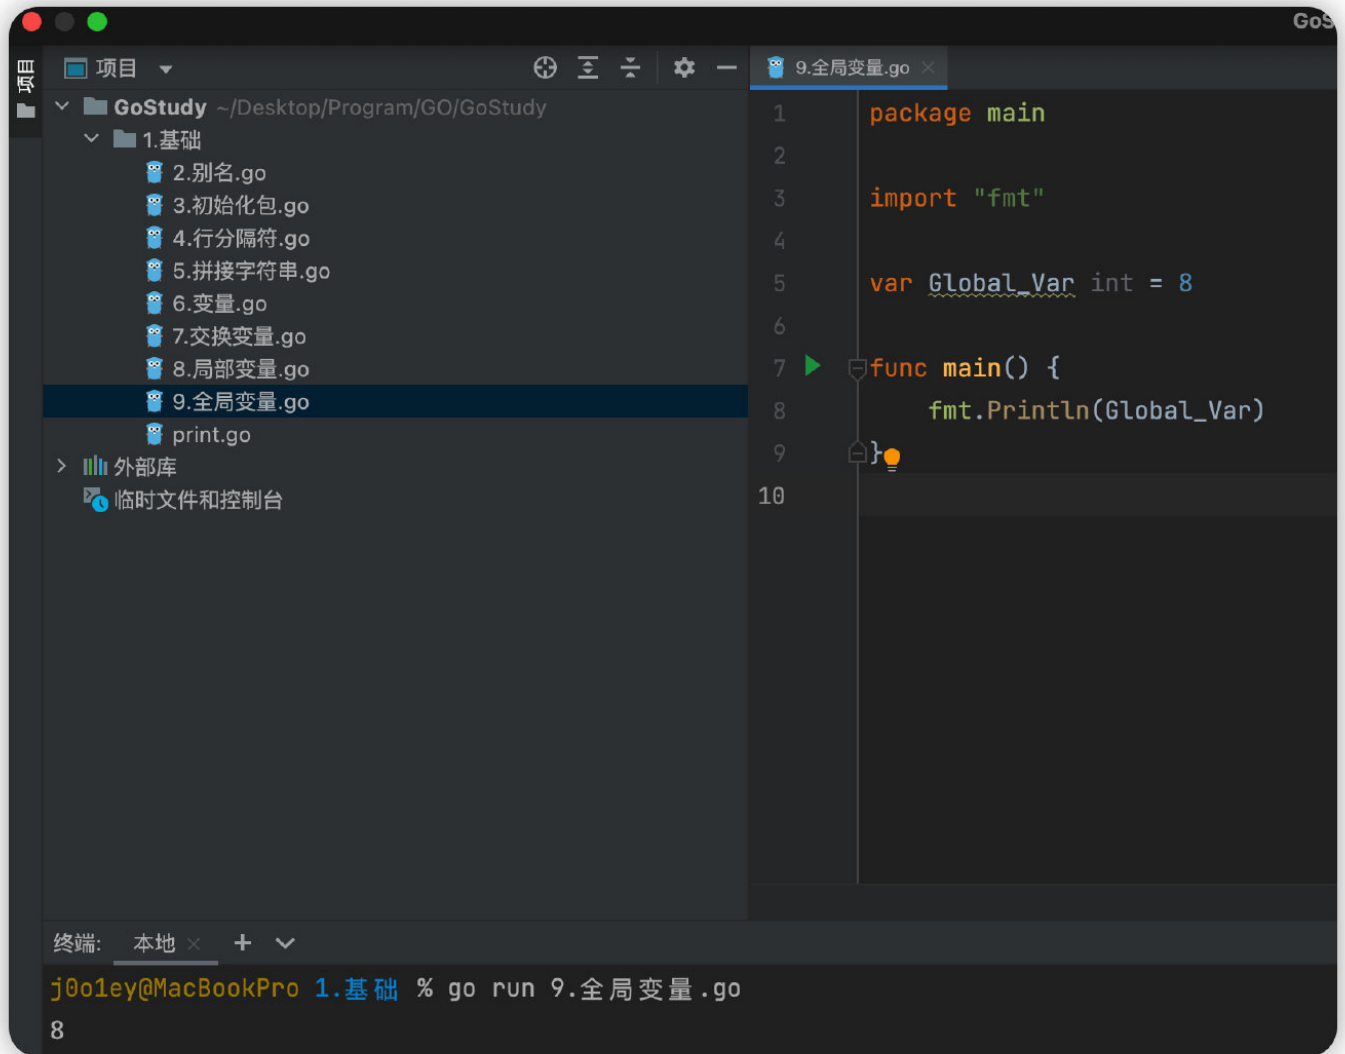 GoS
项目
项目
GoStudy ~/Desktop/Program/GO/GoStudy
1.基础
2.别名.go
3.初始化包.go
4.行分隔符.go
5.拼接字符串.go
6.变量.go
7.交换变量.go
8.局部变量.go
9.全局变量.go
print.go
外部库
临时文件和控制台
9.全局变量.go
1 package main
2
3 import "fmt"
4
5 var Global_Var int = 8
6
7 func main() {
8 fmt.Println(Global_Var)
9 }
10
终端: 本地
j0o1ey@MacBookPro 1.基础 % go run 9.全局变量.go
8